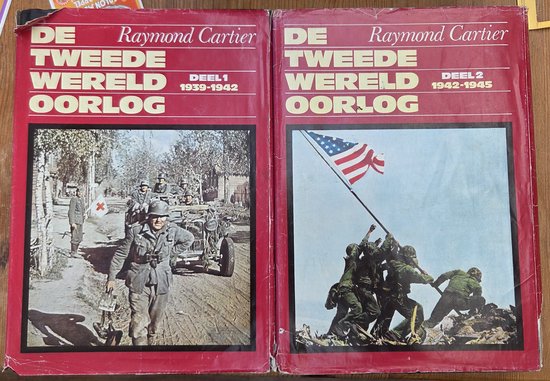 Raymond Cartier
DE
TWEEDE
WERELD
OORLOG
DEEL 1
1939-1942
Raymond Cartier
DE
TWEEDE
WERELD
OORLOG
DEEL 2
1942-1945